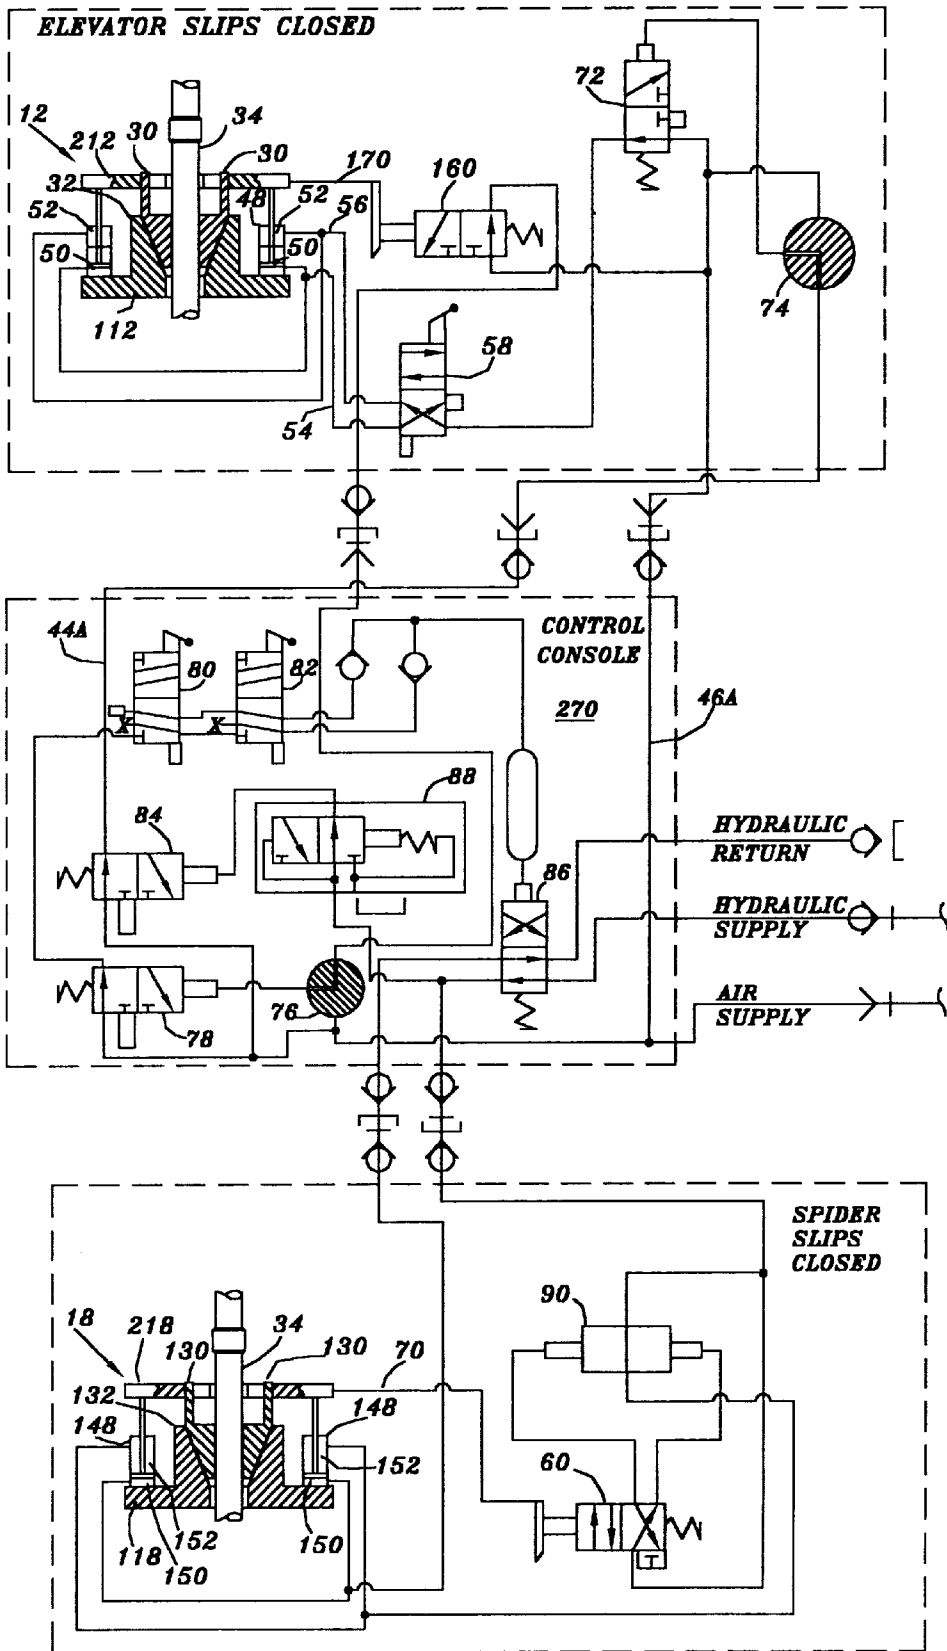 ELEVATOR SLIPS CLOSED
12
212
30
34
30
170
160
72
32
48
52
52
56
50
50
112
54
58
74
44A
80
82
CONTROL
CONSOLE
270
46A
X
X
88
84
HYDRAULIC
RETURN
86
HYDRAULIC
SUPPLY
76
78
AIR
SUPPLY
SPIDER
SLIPS
CLOSED
18
218
130
34
130
70
90
132
148
148
152
60
118
152
150
150